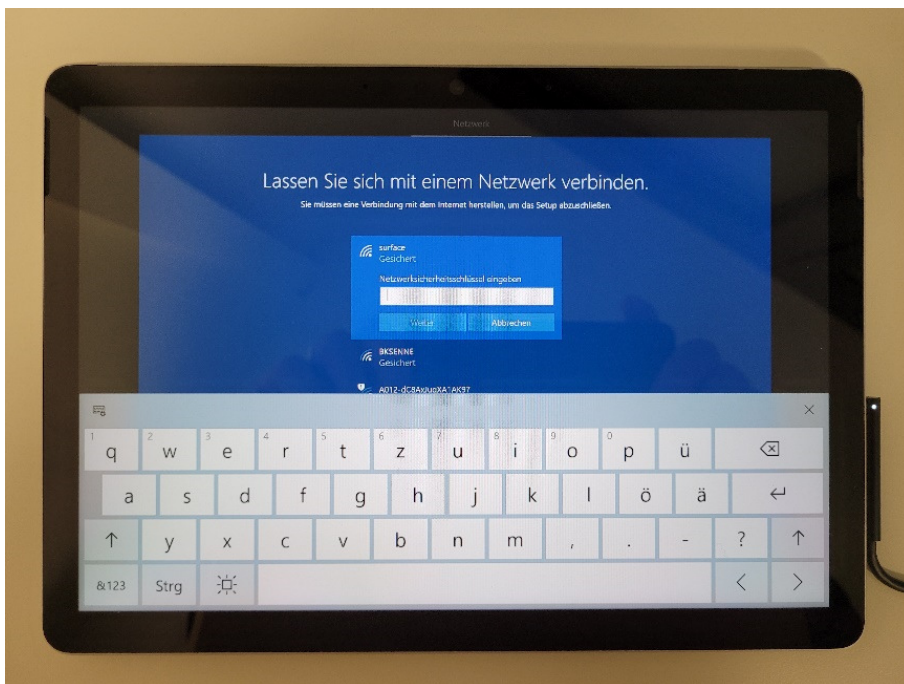 Netzwerk
Lassen Sie sich mit einem Netzwerk verbinden.
Sie müssen eine Verbindung mit dem Internet herstellen, um das Setup abzuschließen.
surface
Gesichert
Netzwerksicherheitsschlüssel eingeben
Weiter Abbrechen
BKSENNE
Gesichert
1 2 3 4 5 6 7 8 9 0
q w e r t z u i o p ü
a s d f g h j k l ö ä
y x c v b n m , . - ?
&123 Strg < >